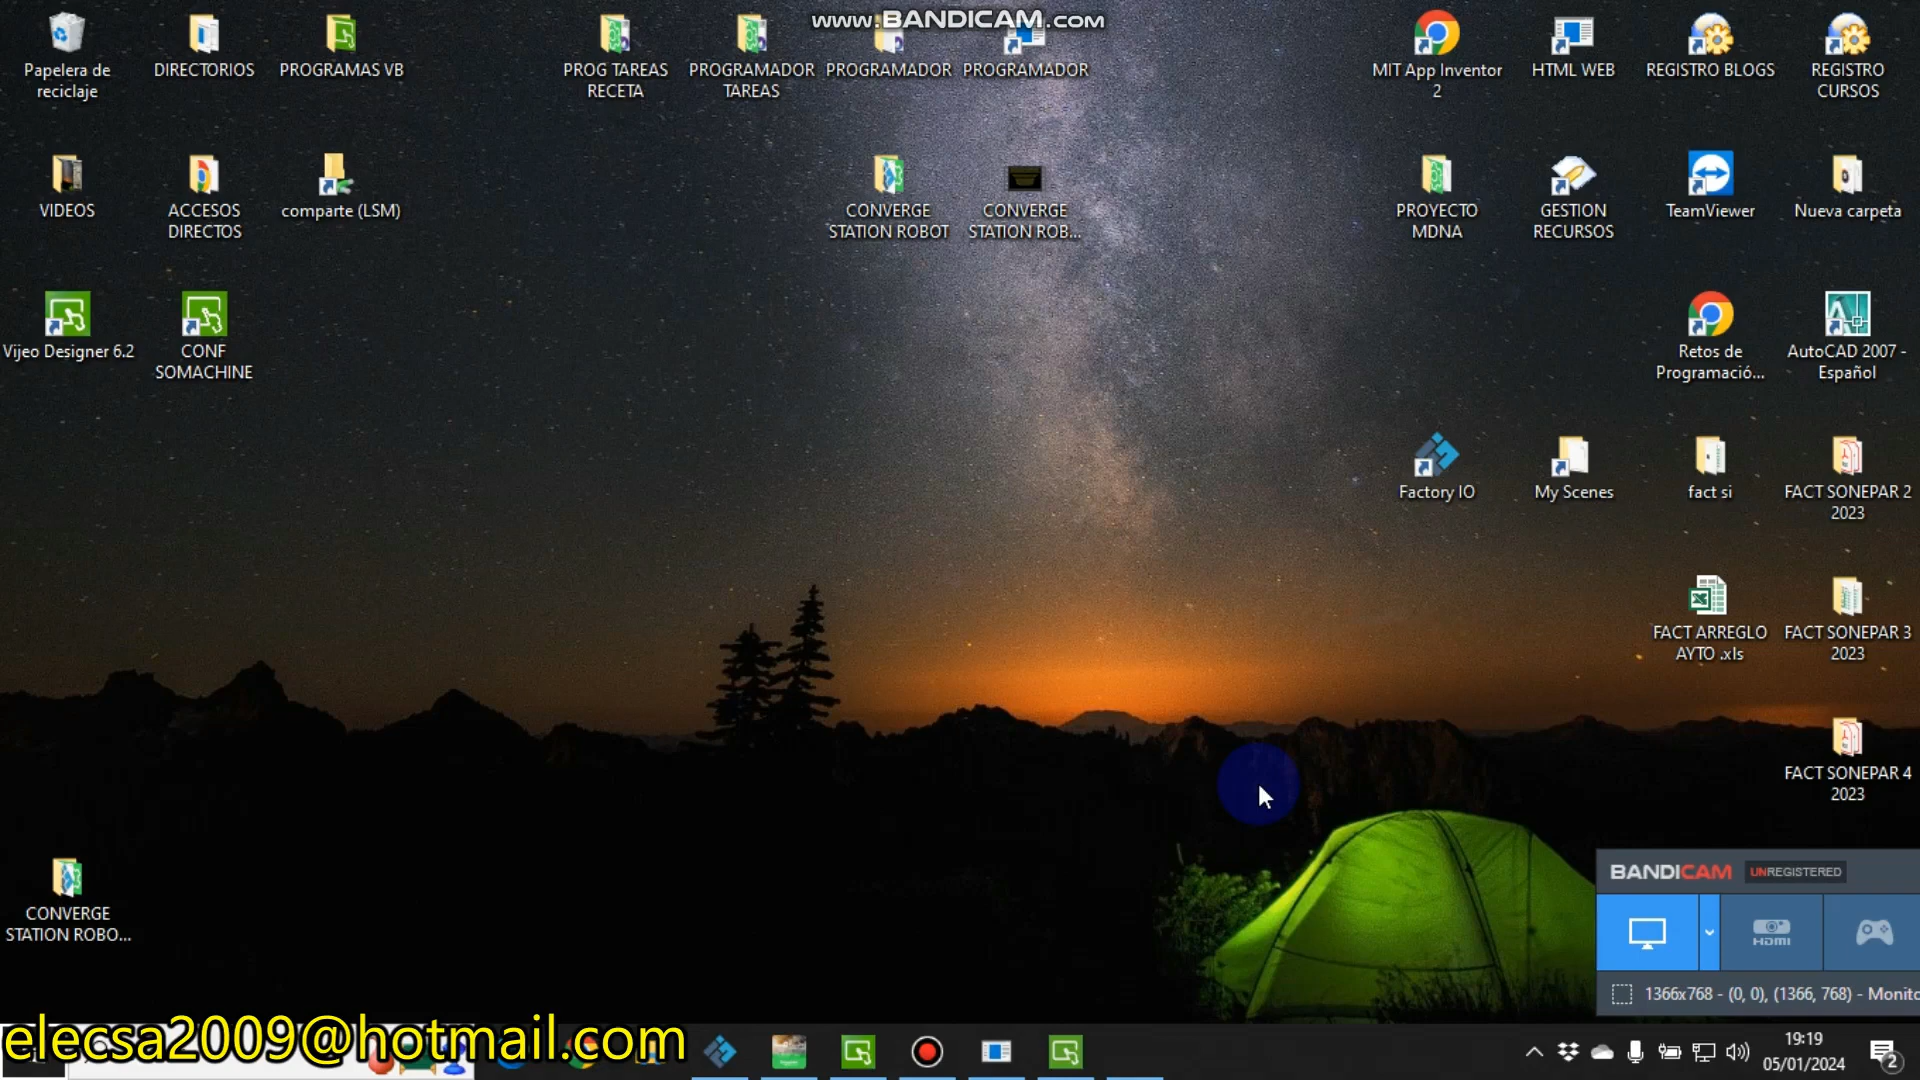 www.BANDICAM.com
Papelera de
reciclaje
DIRECTORIOS
PROGRAMAS VB
PROG TAREAS
RECETA
PROGRAMADOR
TAREAS
PROGRAMADOR
PROGRAMADOR
MIT App Inventor
2
HTML WEB
REGISTRO BLOGS
REGISTRO
CURSOS
VIDEOS
ACCESOS
DIRECTOS
comparte (LSM)
CONVERGE
STATION ROBOT
CONVERGE
STATION ROB...
PROYECTO
MDNA
GESTION
RECURSOS
TeamViewer
Nueva carpeta
Vijeo Designer 6.2
CONF
SOMACHINE
Retos de
Programació...
AutoCAD 2007 -
Español
Factory IO
My Scenes
fact si
FACT SONEPAR 2
2023
FACT ARREGLO
AYTO .xls
FACT SONEPAR 3
2023
FACT SONEPAR 4
2023
CONVERGE
STATION ROBO...
BANDICAM UNREGISTERED
HDMI
1366x768 - (0, 0), (1366, 768) - Monito
elecsa2009@hotmail.com
19:19
05/01/2024
2